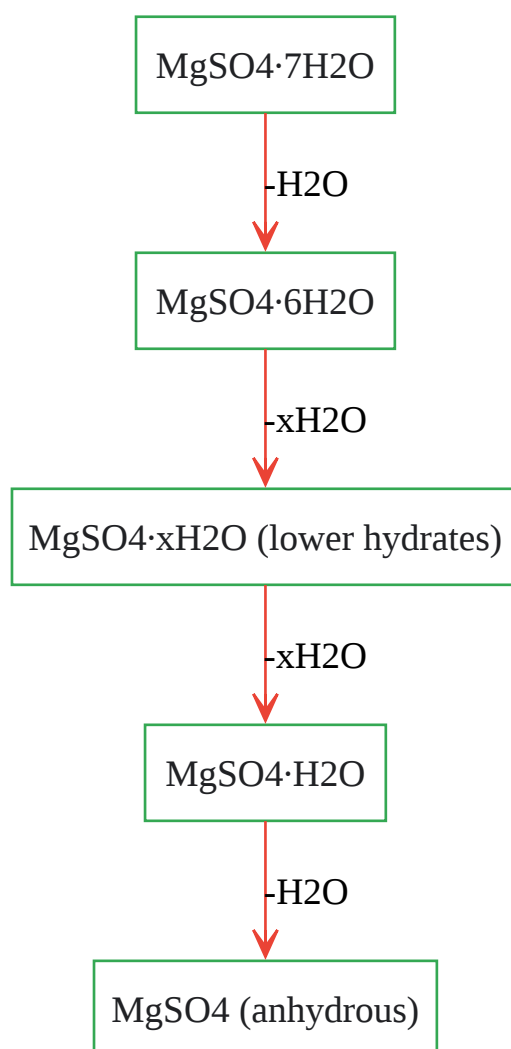 MgSO4·7H2O
-H2O
MgSO4·6H2O
-xH2O
MgSO4·xH2O (lower hydrates)
-xH2O
MgSO4·H2O
-H2O
MgSO4 (anhydrous)